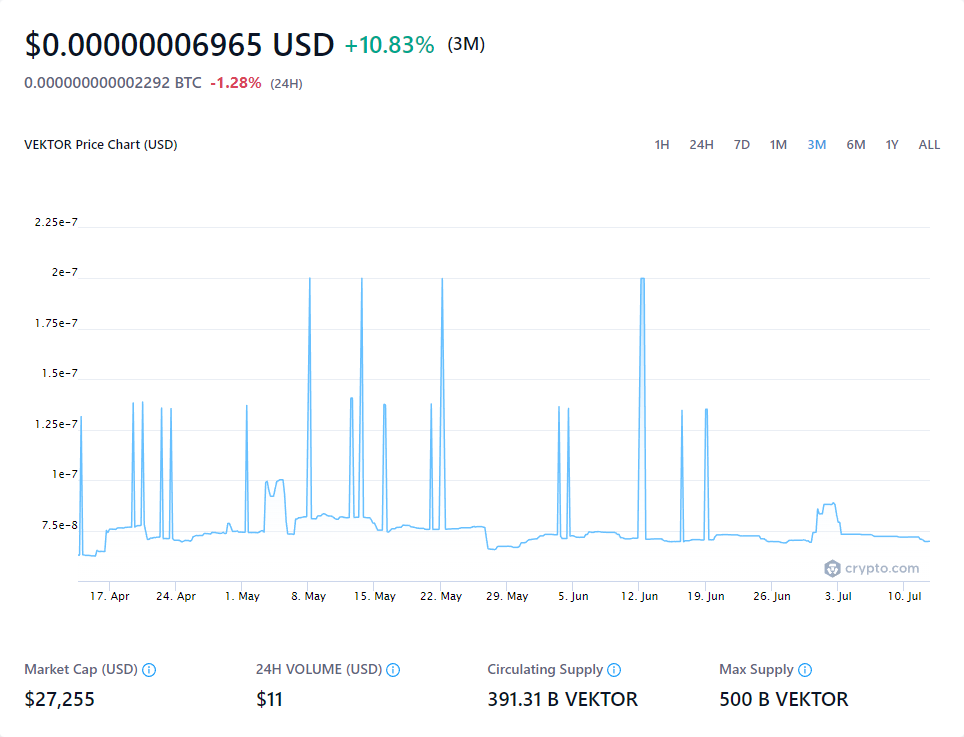 $0.00000006965 USD +10.83% (3M)
0.000000000002292 BTC -1.28% (24H)
VEKTOR Price Chart (USD) 1H 24H 7D 1M 3M 6M 1Y ALL
2.25e-7
2e-7
1.75e-7
1.5e-7
1.25e-7
1e-7
7.5e-8
crypto.com
17. Apr 24. Apr 1. May 8. May 15. May 22. May 29. May 5. Jun 12. Jun 19. Jun 26. Jun 3. Jul 10. Jul
Market Cap (USD) 24H VOLUME (USD) Circulating Supply Max Supply
$27,255 $11 391.31 B VEKTOR 500 B VEKTOR